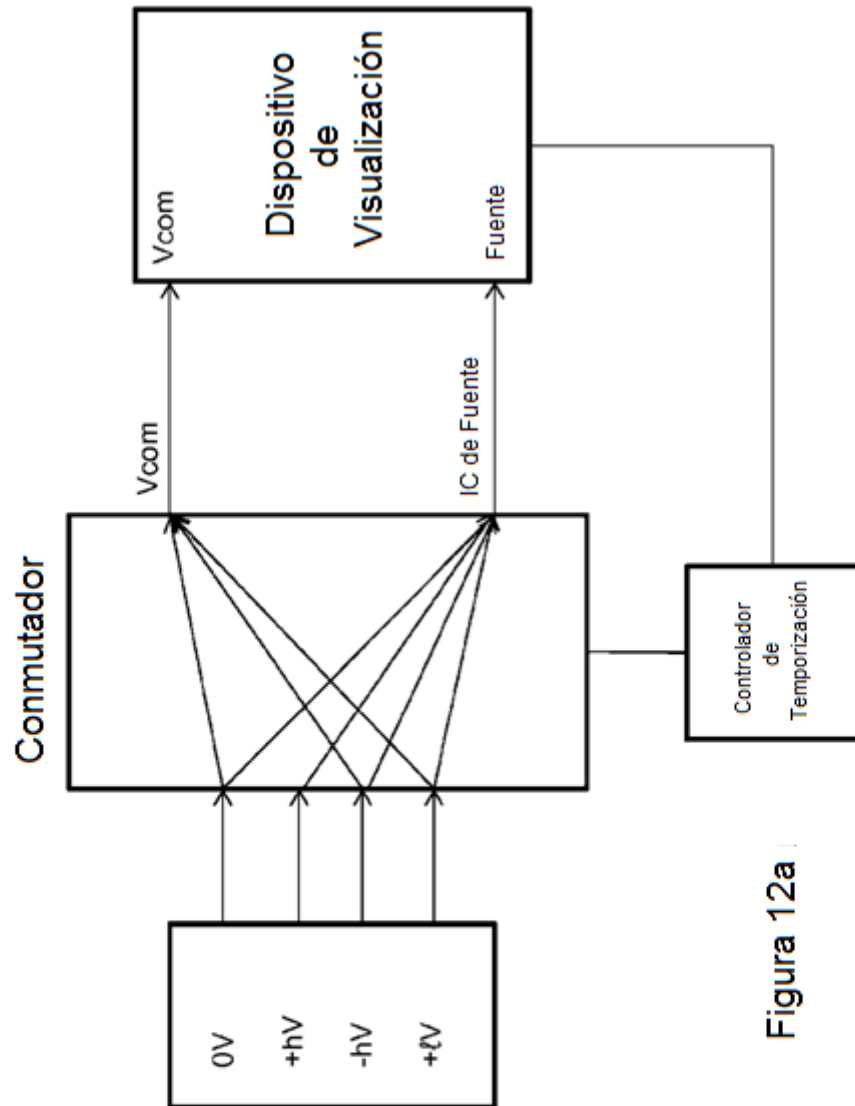 Conmutador
0V
+hV
-hV
+ℓV
Vcom
IC de Fuente
Vcom
Dispositivo
de
Visualización
Fuente
Controlador
de
Temporización
Figura 12a